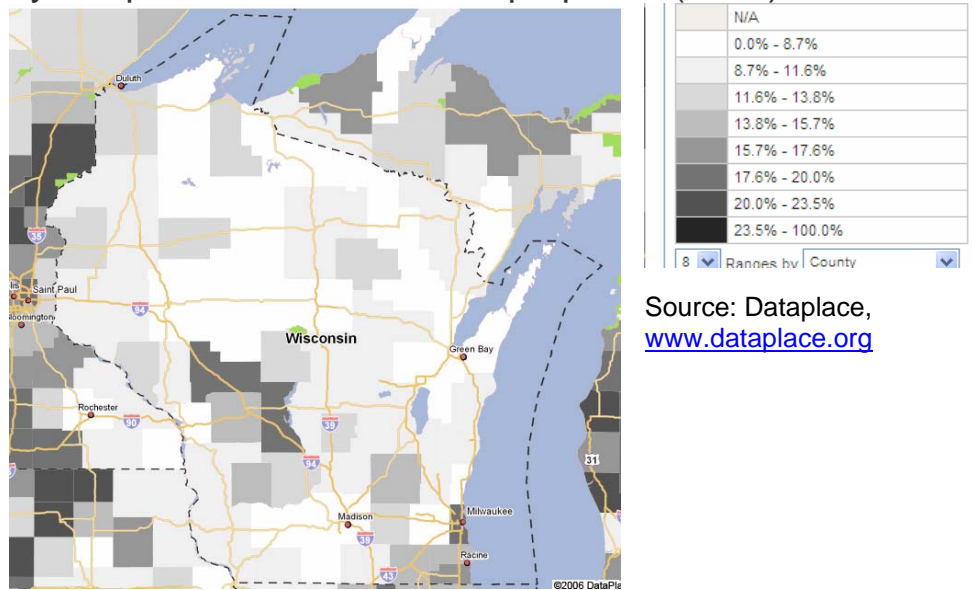 N/A
0.0% - 8.7%
8.7% - 11.6%
11.6% - 13.8%
13.8% - 15.7%
15.7% - 17.6%
17.6% - 20.0%
20.0% - 23.5%
23.5% - 100.0%
8 Ranges by County
Source: Dataplace,
www.dataplace.org
Duluth
35
Saint Paul
94
Bloomington
Wisconsin
Green Bay
Rochester
90
39
31
94
Madison
Milwaukee
39
Racine
43
©2006